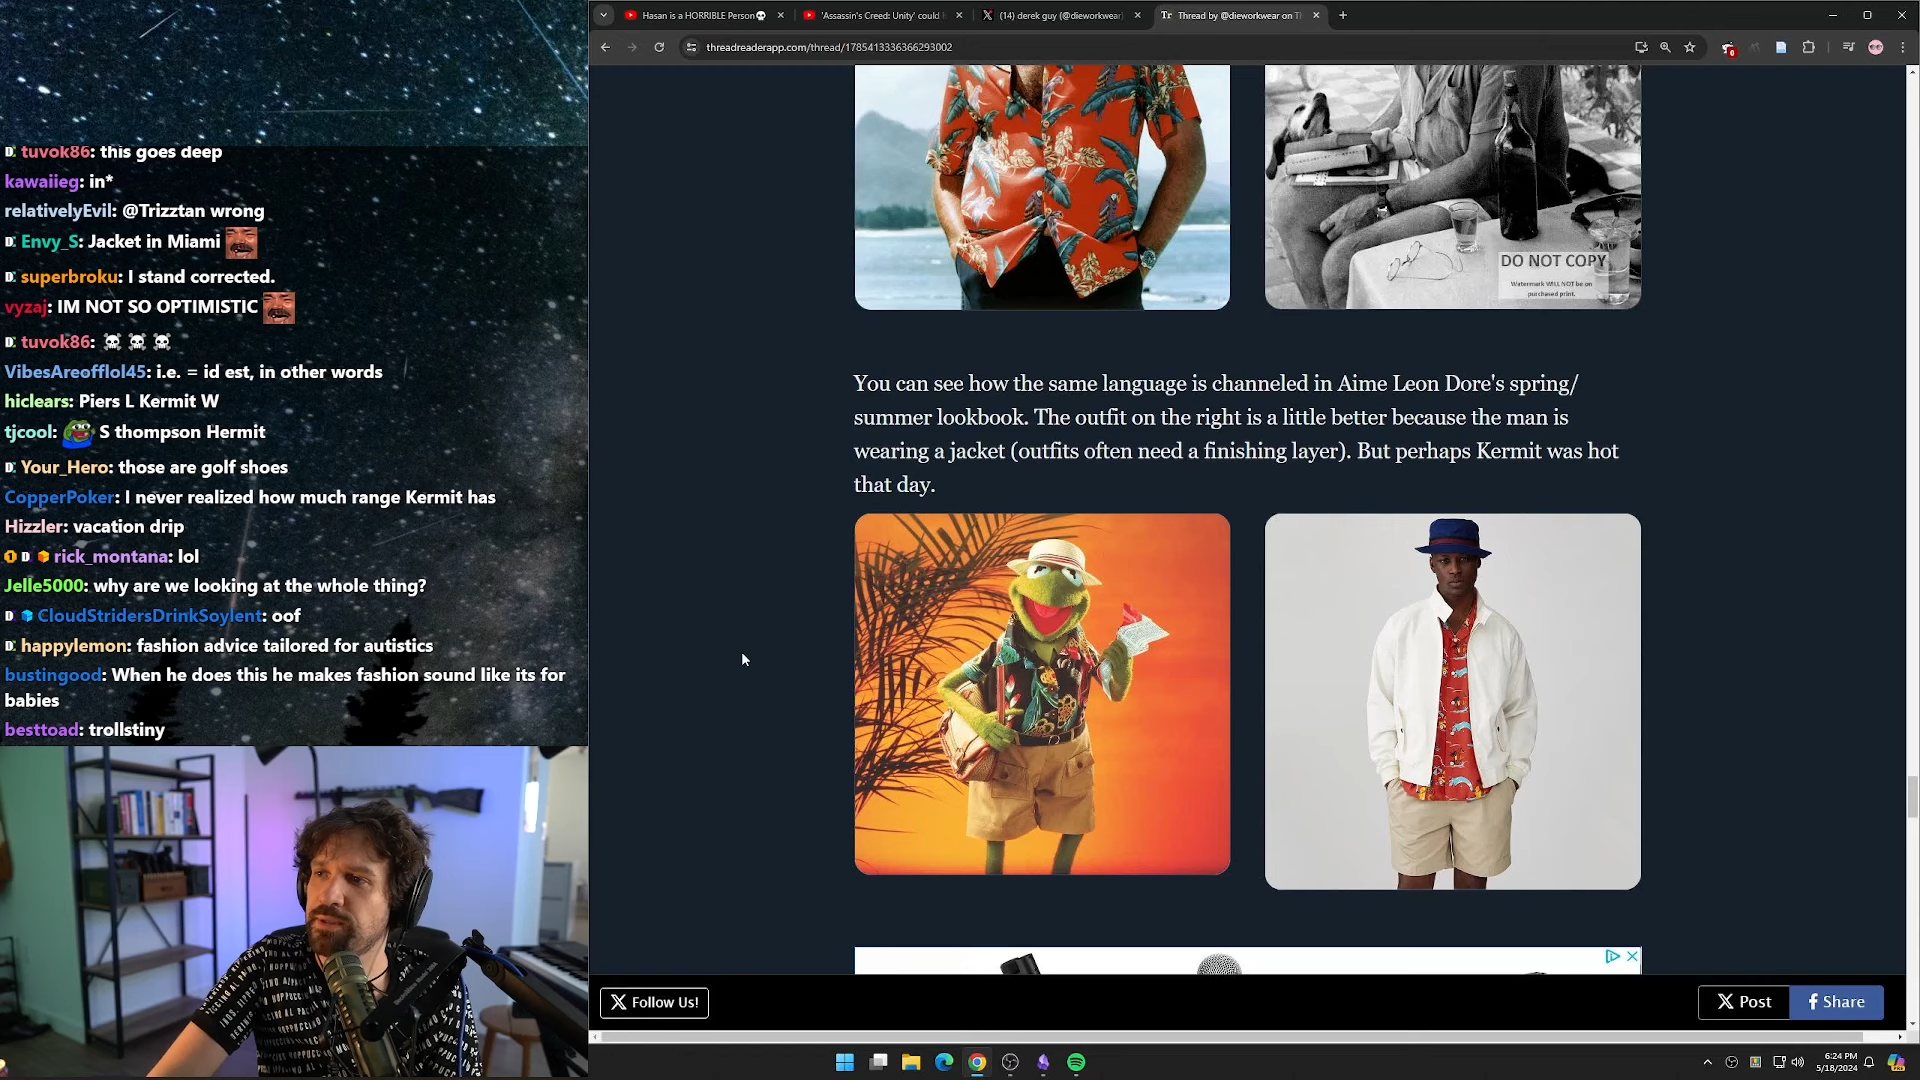 tuvok86: this goes deep
kawaiieg: in*
relativelyEvil: @Trizztan wrong
Envy_S: Jacket in Miami
superbroku: I stand corrected.
vyzaj: IM NOT SO OPTIMISTIC
tuvok86: ☠ ☠ ☠
VibesAreofflol45: i.e. = id est, in other words
hiclears: Piers L Kermit W
tjcool: S thompson Hermit
Your_Hero: those are golf shoes
CopperPoker: I never realized how much range Kermit has
Hizzler: vacation drip
rick_montana: lol
Jelle5000: why are we looking at the whole thing?
CloudStridersDrinkSoylent: oof
happylemon: fashion advice tailored for autistics
bustingood: When he does this he makes fashion sound like its for
babies
besttoad: trollstiny
Hasan is a HORRIBLE Person💀
'Assassin's Creed: Unity' could
(14) derek guy (@dieworkwear)
Tr Thread by @dieworkwear on T
threadreaderapp.com/thread/1785413336366293002
DO NOT COPY
Watermark WILL NOT be on
purchased print.
You can see how the same language is channeled in Aime Leon Dore's spring/
summer lookbook. The outfit on the right is a little better because the man is
wearing a jacket (outfits often need a finishing layer). But perhaps Kermit was hot
that day.
X Follow Us!
X Post
f Share
6:24 PM
5/18/2024